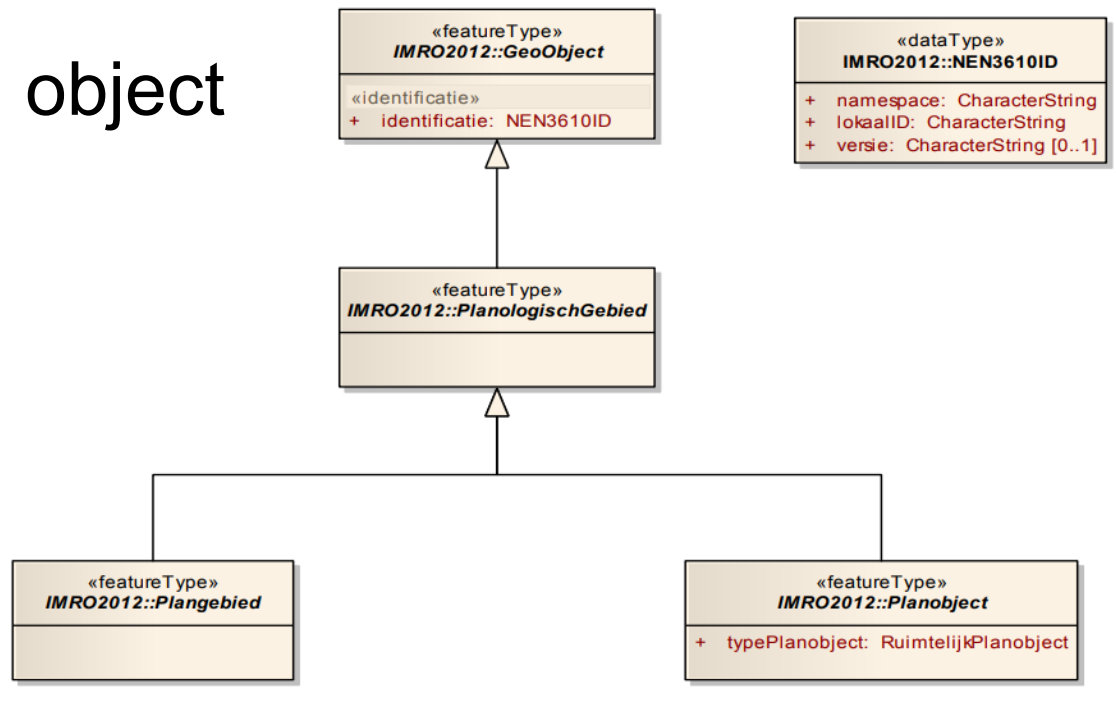 object
«featureType»
IMRO2012::GeoObject
«identificatie»
+ identificatie: NEN3610ID
«dataType»
IMRO2012::NEN3610ID
+ namespace: CharacterString
+ lokaalID: CharacterString
+ versie: CharacterString [0..1]
«featureType»
IMRO2012::PlanologischGebied
«featureType»
IMRO2012::Plangebied
«featureType»
IMRO2012::Planobject
+ typePlanobject: RuimtelijkPlanobject